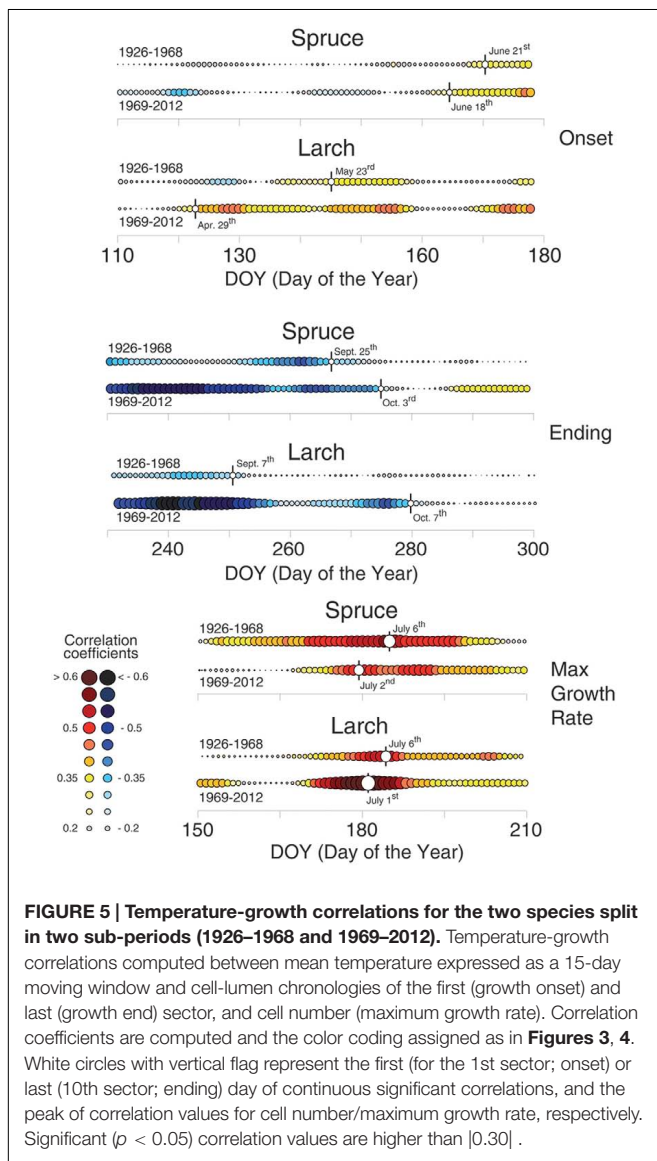 Spruce
1926-1968
June 21st
1969-2012
June 18th
Onset
Larch
1926-1968
May 23rd
1969-2012
Apr. 29th
110 130 160 180
DOY (Day of the Year)
Spruce
1926-1968
Sept. 25th
1969-2012
Oct. 3rd
Ending
Larch
1926-1968
Sept. 7th
1969-2012
Oct. 7th
240 260 280 300
DOY (Day of the Year)
Spruce
1926-1968
July 6th
1969-2012
July 2nd
Max
Growth
Rate
Larch
1926-1968
July 6th
1969-2012
July 1st
150 180 210
DOY (Day of the Year)
Correlation
coefficients
> 0.6 < - 0.6
0.5 - 0.5
0.35 - 0.35
0.2 - 0.2
FIGURE 5 | Temperature-growth correlations for the two species split
in two sub-periods (1926–1968 and 1969–2012). Temperature-growth
correlations computed between mean temperature expressed as a 15-day
moving window and cell-lumen chronologies of the first (growth onset) and
last (growth end) sector, and cell number (maximum growth rate). Correlation
coefficients are computed and the color coding assigned as in Figures 3, 4.
White circles with vertical flag represent the first (for the 1st sector; onset) or
last (10th sector; ending) day of continuous significant correlations, and the
peak of correlation values for cell number/maximum growth rate, respectively.
Significant (p < 0.05) correlation values are higher than |0.30| .